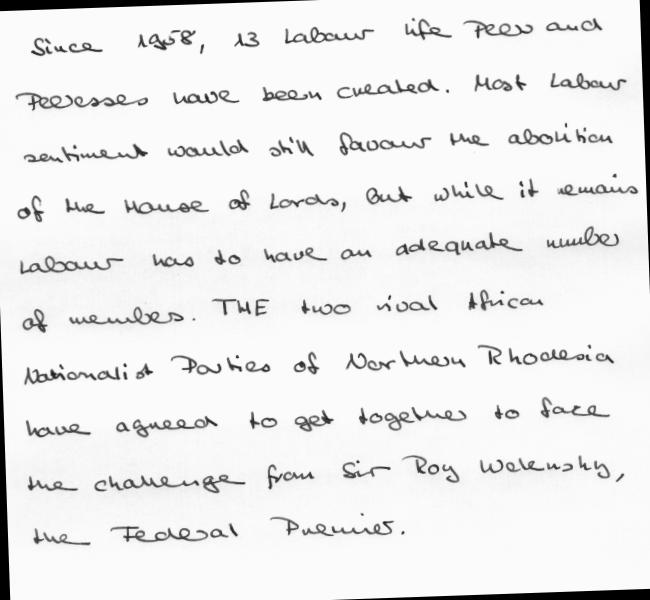 Since 1958, 13 Labour life Peers and
Peeresses have been created. Most Labour
sentiment would still favour the abolition
of the House of Lords, but while it remains
Labour has to have an adequate number
of members. THE two rival African
Nationalist Parties of Northern Rhodesia
have agreed to get together to face
the challenge from Sir Roy Welensky,
the Federal Premier.